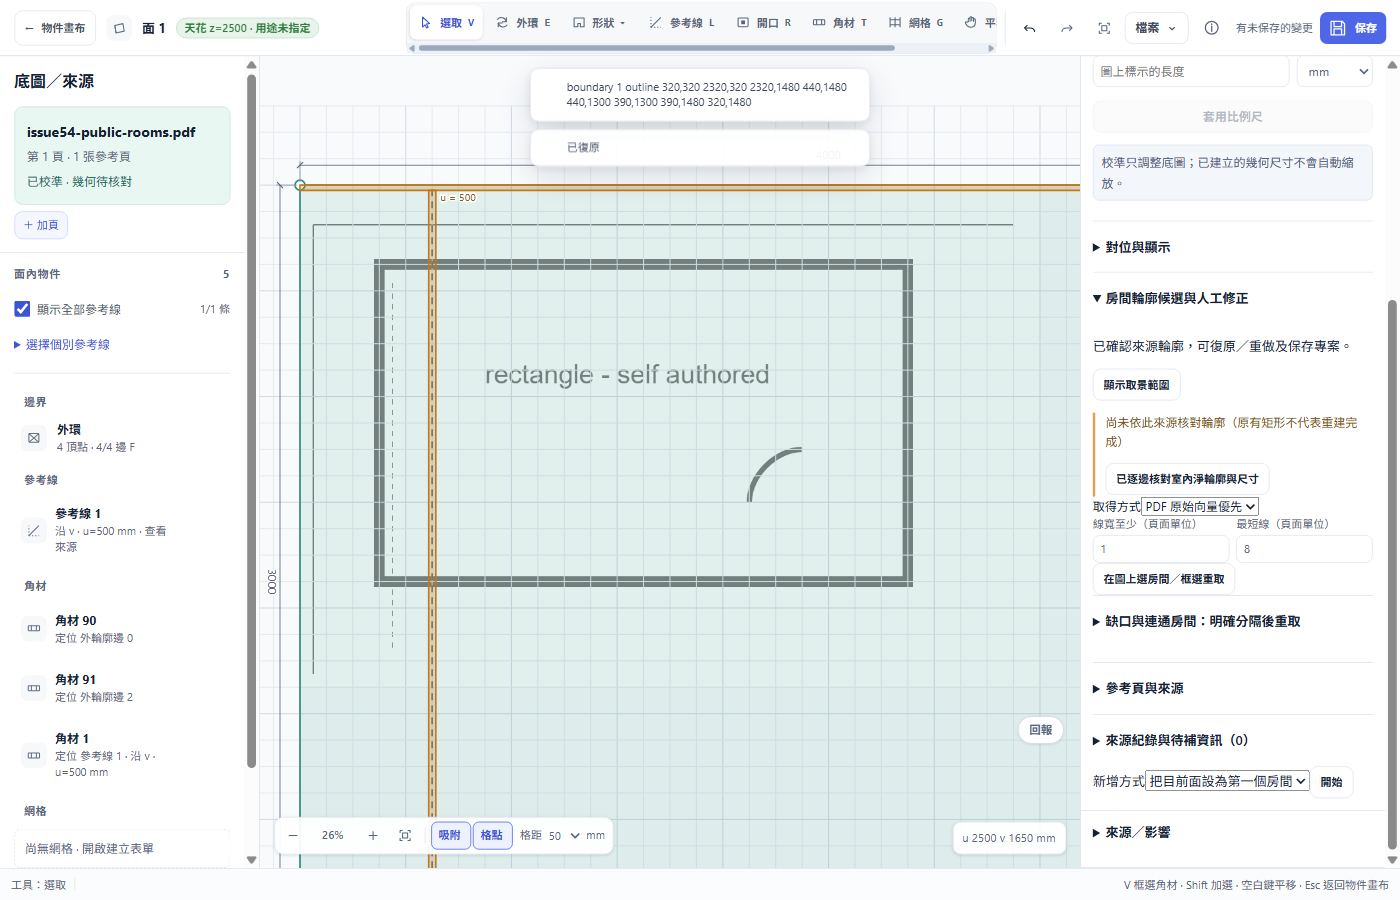 ← 物件畫布
面 1
天花 z=2500 · 用途未指定
選取 V
外環 E
形狀
參考線 L
開口 R
角材 T
網格 G
平
檔案
有未保存的變更
保存
底圖／來源
issue54-public-rooms.pdf
第 1 頁 · 1 張參考頁
已校準 · 幾何待核對
＋ 加頁
面內物件
5
顯示全部參考線
1/1 條
選擇個別參考線
邊界
外環
4 頂點 · 4/4 邊 F
參考線
參考線 1
沿 v · u=500 mm · 查看
來源
角材
角材 90
定位 外輪廓邊 0
角材 91
定位 外輪廓邊 2
角材 1
定位 參考線 1 · 沿 v ·
u=500 mm
網格
尚無網格 · 開啟建立表單
boundary 1 outline 320,320 2320,320 2320,1480 440,1480
440,1300 390,1300 390,1480 320,1480
已復原
4000
u = 500
rectangle - self authored
3000
回報
− 26% +
吸附
格點
格距 50 mm
u 2500 v 1650 mm
圖上標示的長度
mm
套用比例尺
校準只調整底圖；已建立的幾何尺寸不會自動縮
放。
對位與顯示
房間輪廓候選與人工修正
已確認來源輪廓，可復原／重做及保存專案。
顯示取景範圍
尚未依此來源核對輪廓（原有矩形不代表重建完
成）
已逐邊核對室內淨輪廓與尺寸
取得方式 PDF 原始向量優先
線寬至少（頁面單位）
最短線（頁面單位）
1
8
在圖上選房間／框選重取
缺口與連通房間：明確分隔後重取
參考頁與來源
來源紀錄與待補資訊（0）
新增方式 把目前面設為第一個房間
開始
來源／影響
工具：選取
V 框選角材 · Shift 加選 · 空白鍵平移 · Esc 返回物件畫布